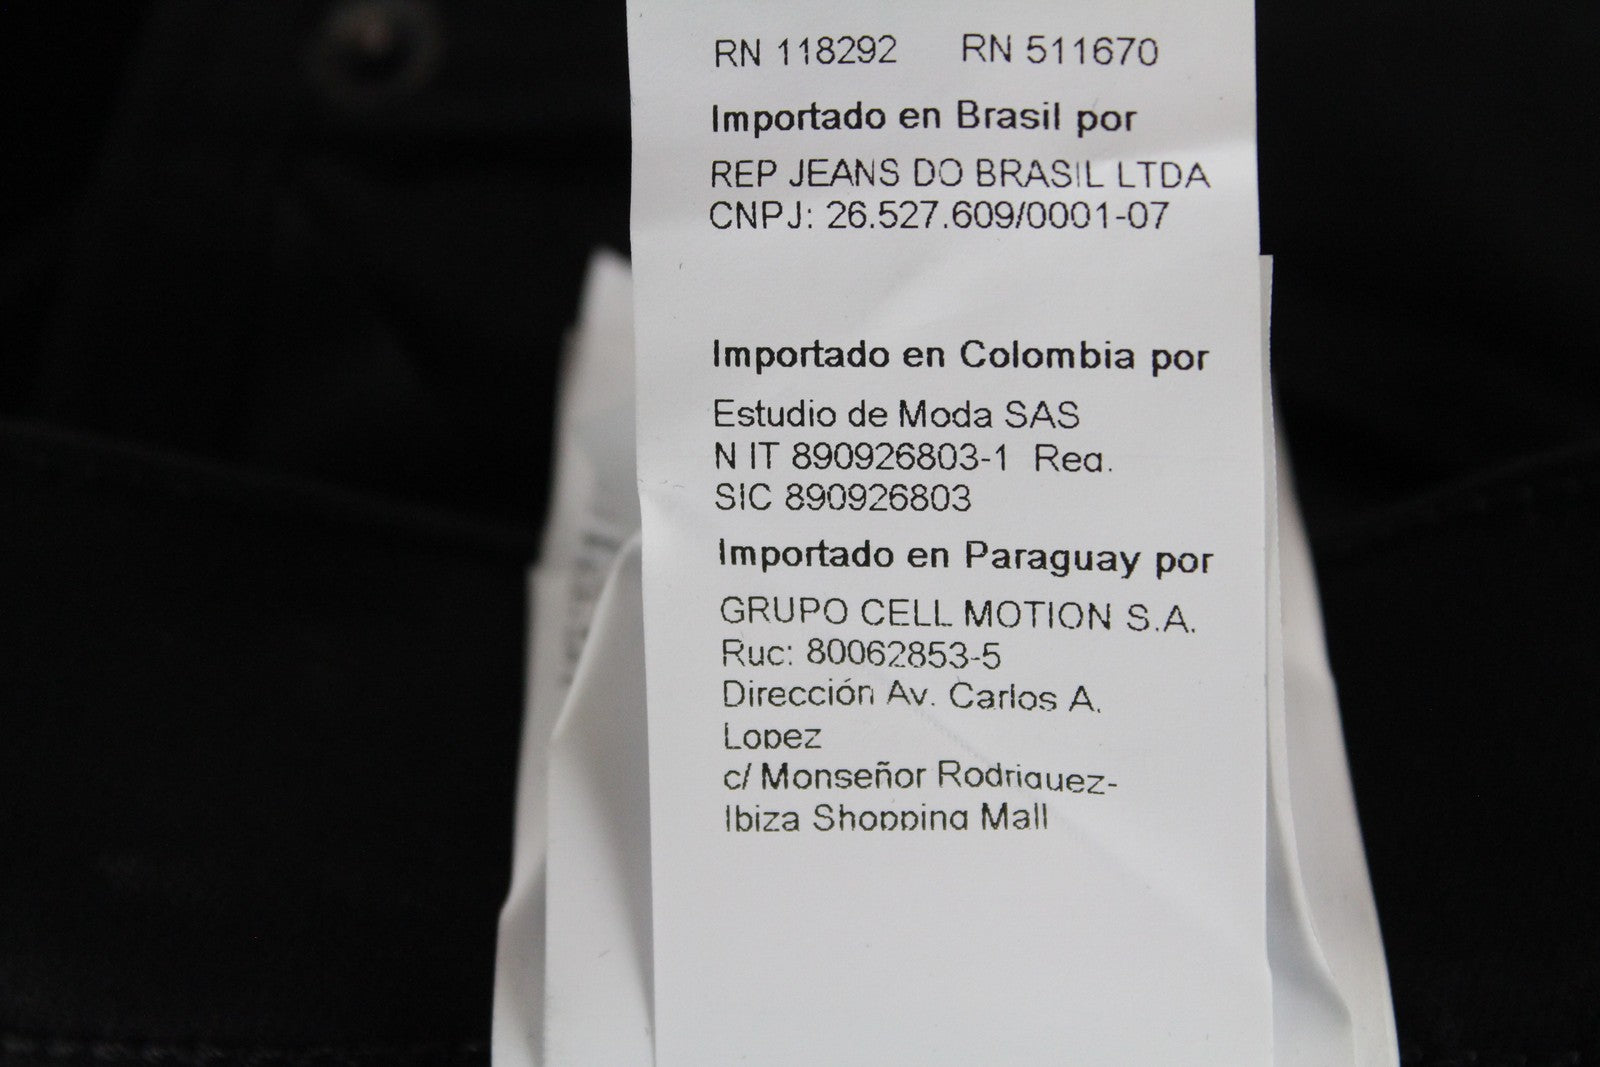 RN 118292 RN 511670
Importado en Brasil por
REP JEANS DO BRASIL LTDA
CNPJ: 26.527.609/0001-07
Importado en Colombia por
Estudio de Moda SAS
N IT 890926803-1 Reg.
SIC 890926803
Importado en Paraguay por
GRUPO CELL MOTION S.A.
Ruc: 80062853-5
Dirección Av. Carlos A.
Lopez
c/ Monseñor Rodriguez-
Ibiza Shopping Mall